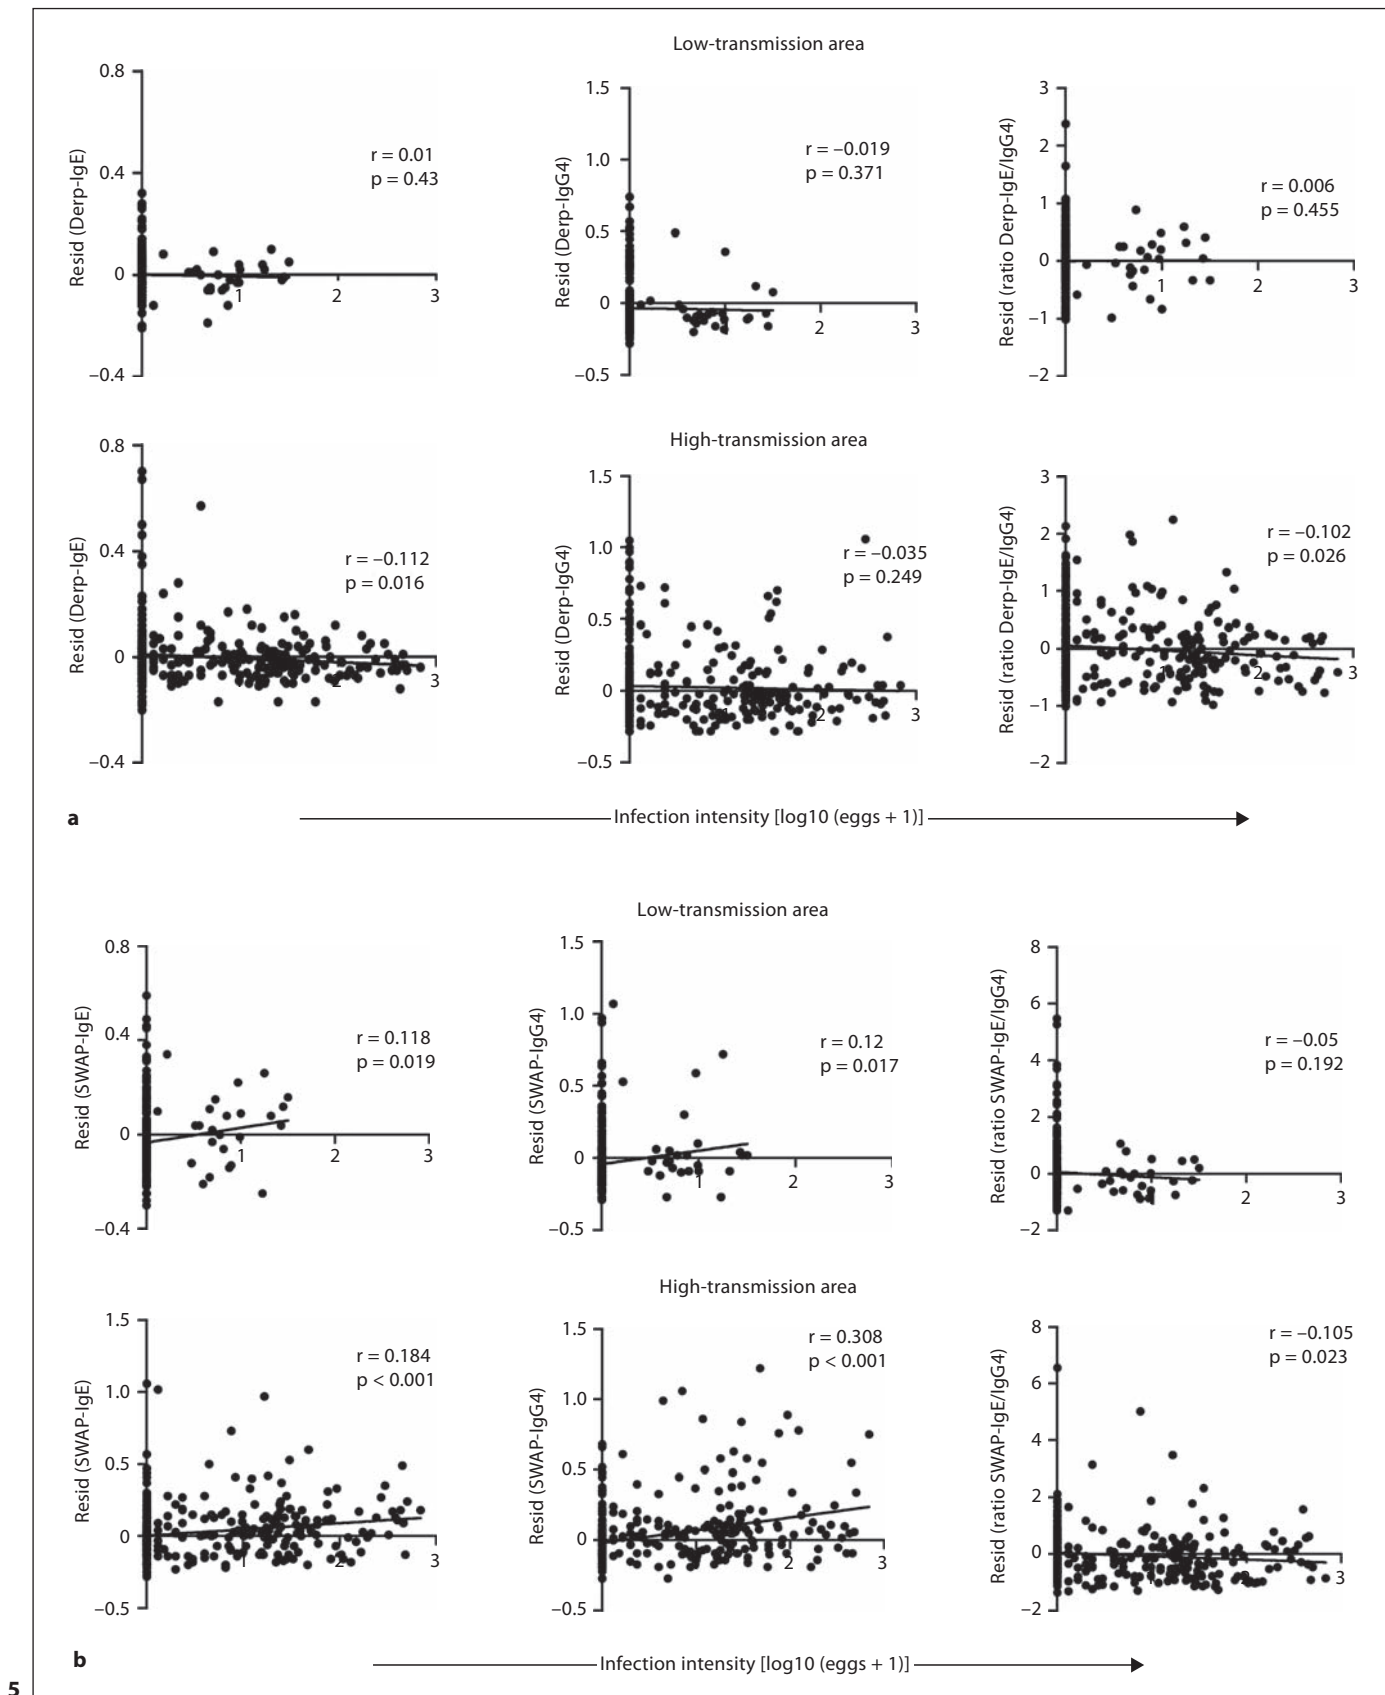 Low-transmission area
0.8
0.4
0
–0.4
1
2
3
Resid (Derp-IgE)
r = 0.01
p = 0.43
1.5
1.0
0.5
0
–0.5
2
3
Resid (Derp-IgG4)
r = –0.019
p = 0.371
3
2
1
0
–1
–2
1
2
3
Resid (ratio Derp-IgE/IgG4)
r = 0.006
p = 0.455
High-transmission area
0.8
0.4
0
–0.4
2
3
Resid (Derp-IgE)
r = –0.112
p = 0.016
1.5
1.0
0.5
0
–0.5
1
2
3
Resid (Derp-IgG4)
r = –0.035
p = 0.249
3
2
1
0
–1
–2
1
2
3
Resid (ratio Derp-IgE/IgG4)
r = –0.102
p = 0.026
a
Infection intensity [log10 (eggs + 1)]
Low-transmission area
0.8
0.4
0
–0.4
1
2
3
Resid (SWAP-IgE)
r = 0.118
p = 0.019
1.5
1.0
0.5
0
–0.5
1
2
3
Resid (SWAP-IgG4)
r = 0.12
p = 0.017
8
6
4
2
0
–2
2
3
Resid (ratio SWAP-IgE/IgG4)
r = –0.05
p = 0.192
High-transmission area
1.5
1.0
0.5
0
–0.5
1
2
3
Resid (SWAP-IgE)
r = 0.184
p < 0.001
1.5
1.0
0.5
0
–0.5
2
3
Resid (SWAP-IgG4)
r = 0.308
p < 0.001
8
6
4
2
0
–2
2
3
Resid (ratio SWAP-IgE/IgG4)
r = –0.105
p = 0.023
b
Infection intensity [log10 (eggs + 1)]
5